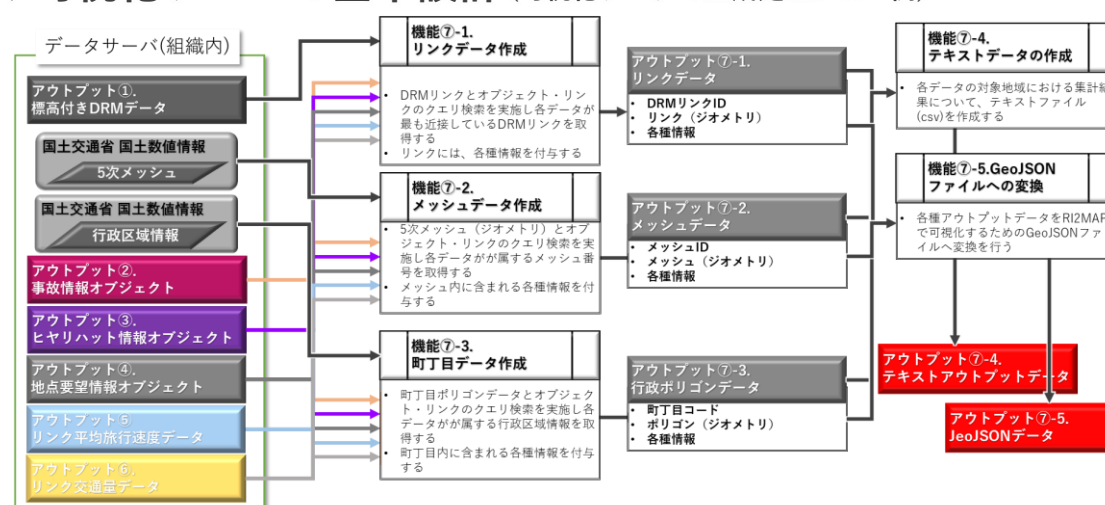 データサーバ(組織内)
アウトプット①.
標高付きDRMデータ
国土交通省 国土数値情報
5次メッシュ
国土交通省 国土数値情報
行政区域情報
アウトプット②.
事故情報オブジェクト
アウトプット③.
ヒヤリハット情報オブジェクト
アウトプット④.
地点要望情報オブジェクト
アウトプット⑤
リンク平均旅行速度データ
アウトプット⑥.
リンク交通量データ
機能⑦-1.
リンクデータ作成
• DRMリンクとオブジェクト・リン
クのクエリ検索を実施し各データが
最も近接しているDRMリンクを取
得する
• リンクには、各種情報を付与する
機能⑦-2.
メッシュデータ作成
• 5次メッシュ（ジオメトリ）とオブ
ジェクト・リンクのクエリ検索を実
施し各データがが属するメッシュ番
号を取得する
• メッシュ内に含まれる各種情報を付
与する
機能⑦-3.
町丁目データ作成
• 町丁目ポリゴンデータとオブジェク
ト・リンクのクエリ検索を実施し各
データがが属する行政区域情報を取
得する
• 町丁目内に含まれる各種情報を付与
する
アウトプット⑦-1.
リンクデータ
• DRMリンクID
• リンク（ジオメトリ）
• 各種情報
アウトプット⑦-2.
メッシュデータ
• メッシュID
• メッシュ（ジオメトリ）
• 各種情報
アウトプット⑦-3.
行政ポリゴンデータ
• 町丁目コード
• ポリゴン（ジオメトリ）
• 各種情報
機能⑦-4.
テキストデータの作成
• 各データの対象地域における集計結
果について、テキストファイル
(csv)を作成する
機能⑦-5.GeoJSON
ファイルへの変換
• 各種アウトプットデータをRI2MAP
で可視化するためのGeoJSONファ
イルへ変換を行う
アウトプット⑦-4.
テキストアウトプットデータ
アウトプット⑦-5.
JeoJSONデータ